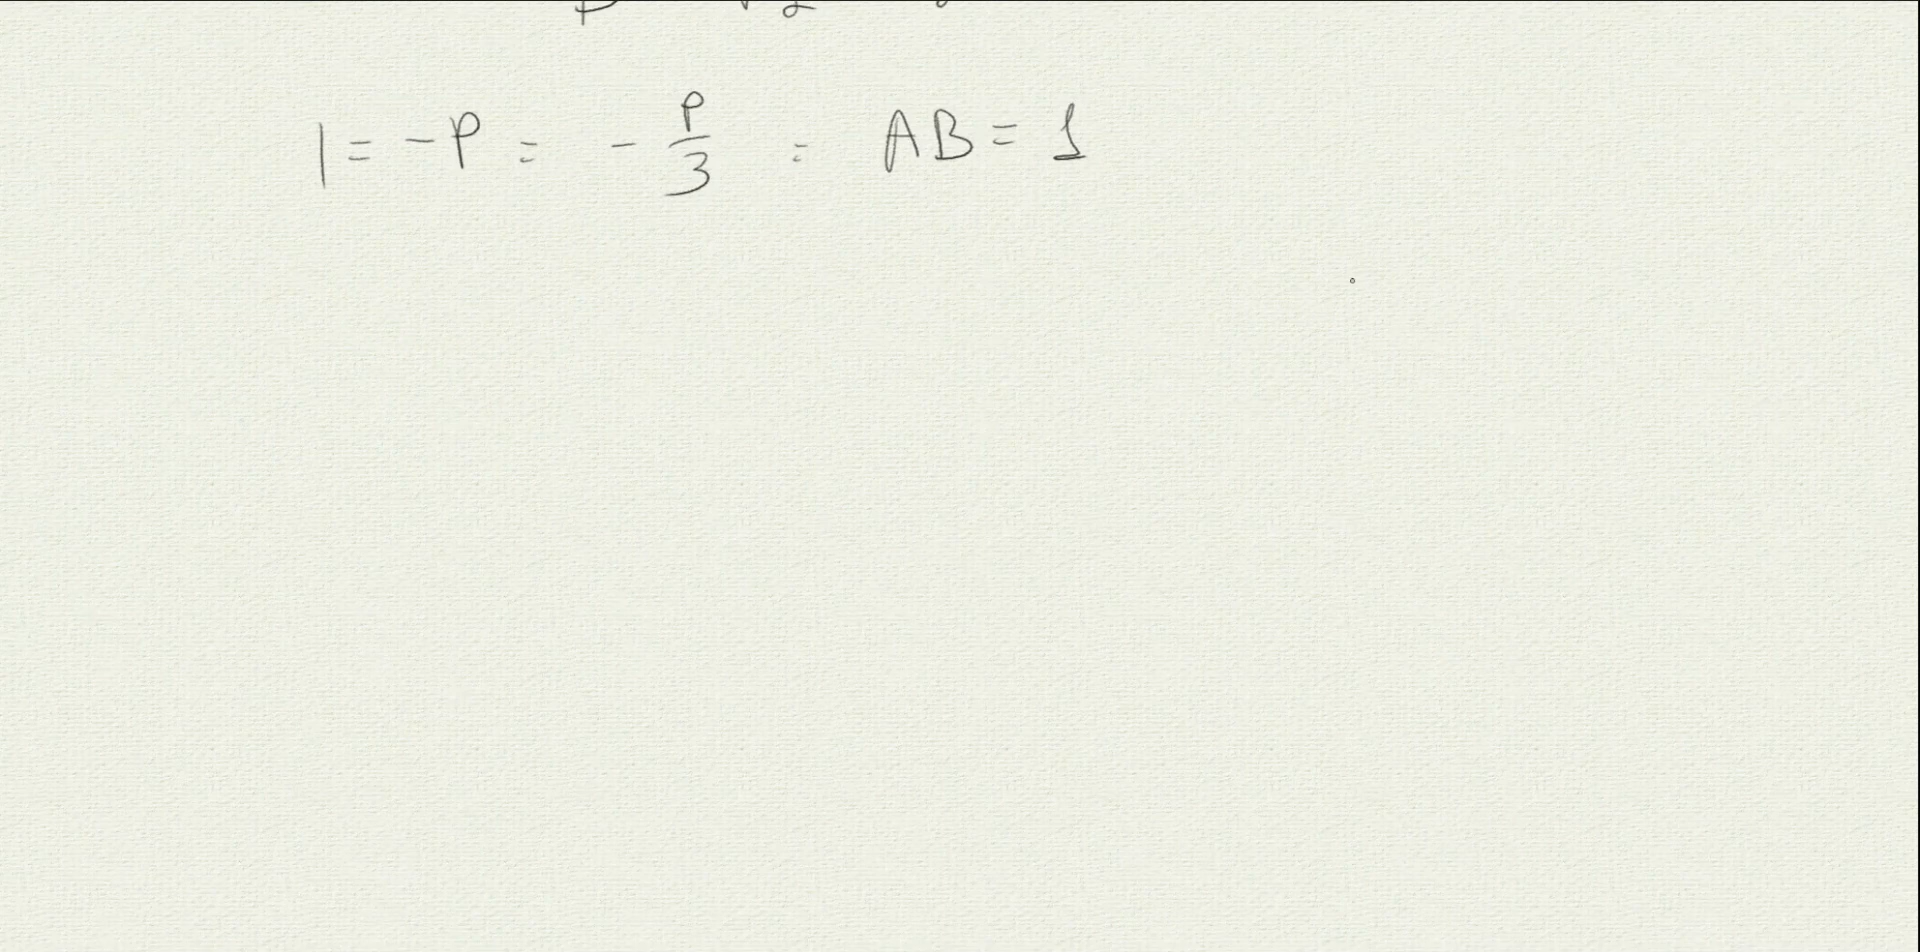 1 = -P = - P/3 = AB = 1